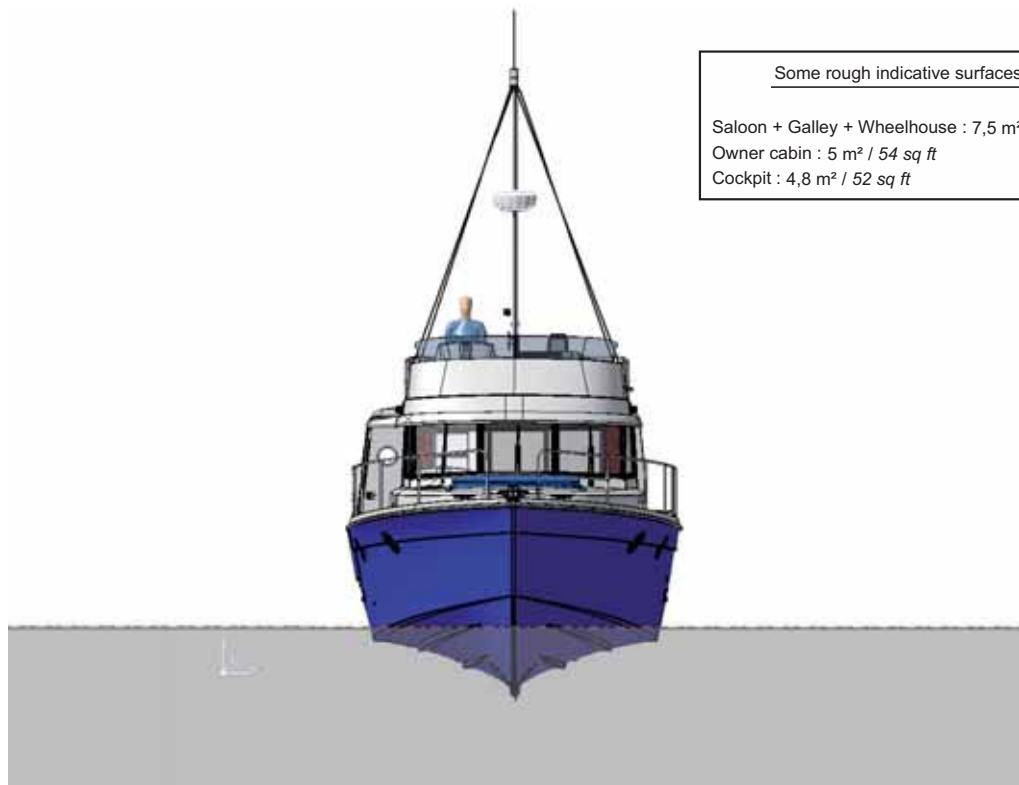 Some rough indicative surfaces
Saloon + Galley + Wheelhouse : 7,5 m²
Owner cabin : 5 m² / 54 sq ft
Cockpit : 4,8 m² / 52 sq ft